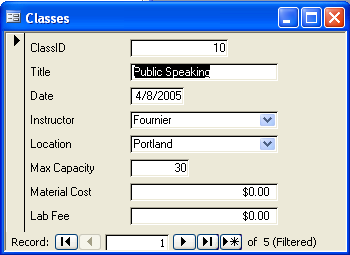 Classes
ClassID 10
Title Public Speaking
Date 4/8/2005
Instructor Fournier
Location Portland
Max Capacity 30
Material Cost $0.00
Lab Fee $0.00
Record: 1 of 5 (Filtered)